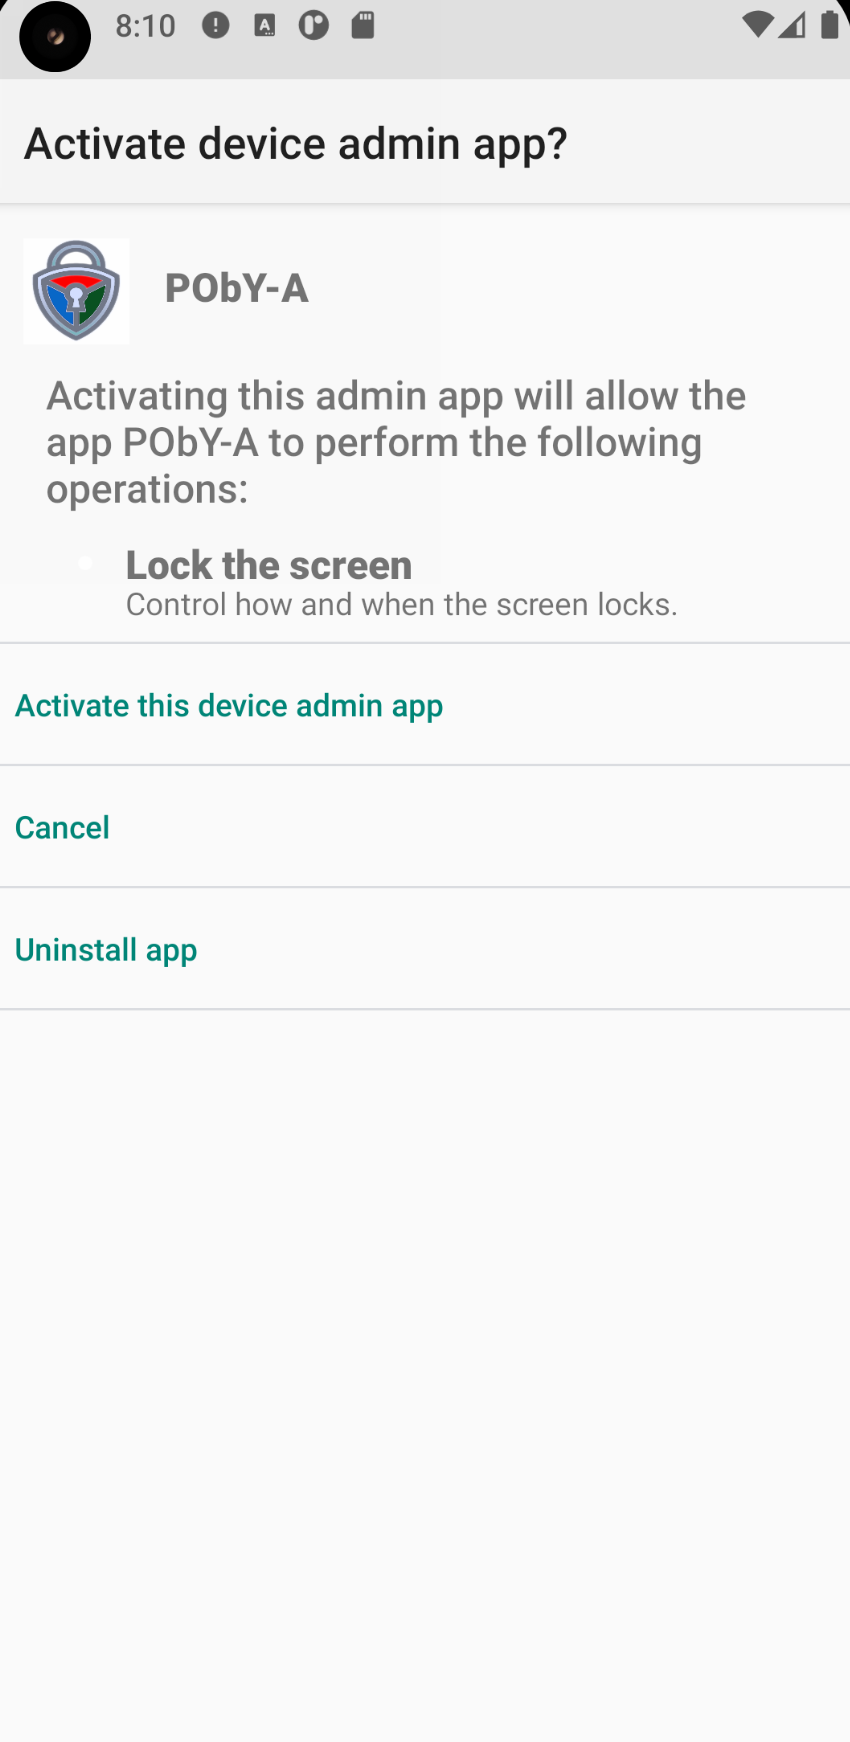 8:10
Activate device admin app?
PObY-A
Activating this admin app will allow the
app PObY-A to perform the following
operations:
Lock the screen
Control how and when the screen locks.
Activate this device admin app
Cancel
Uninstall app